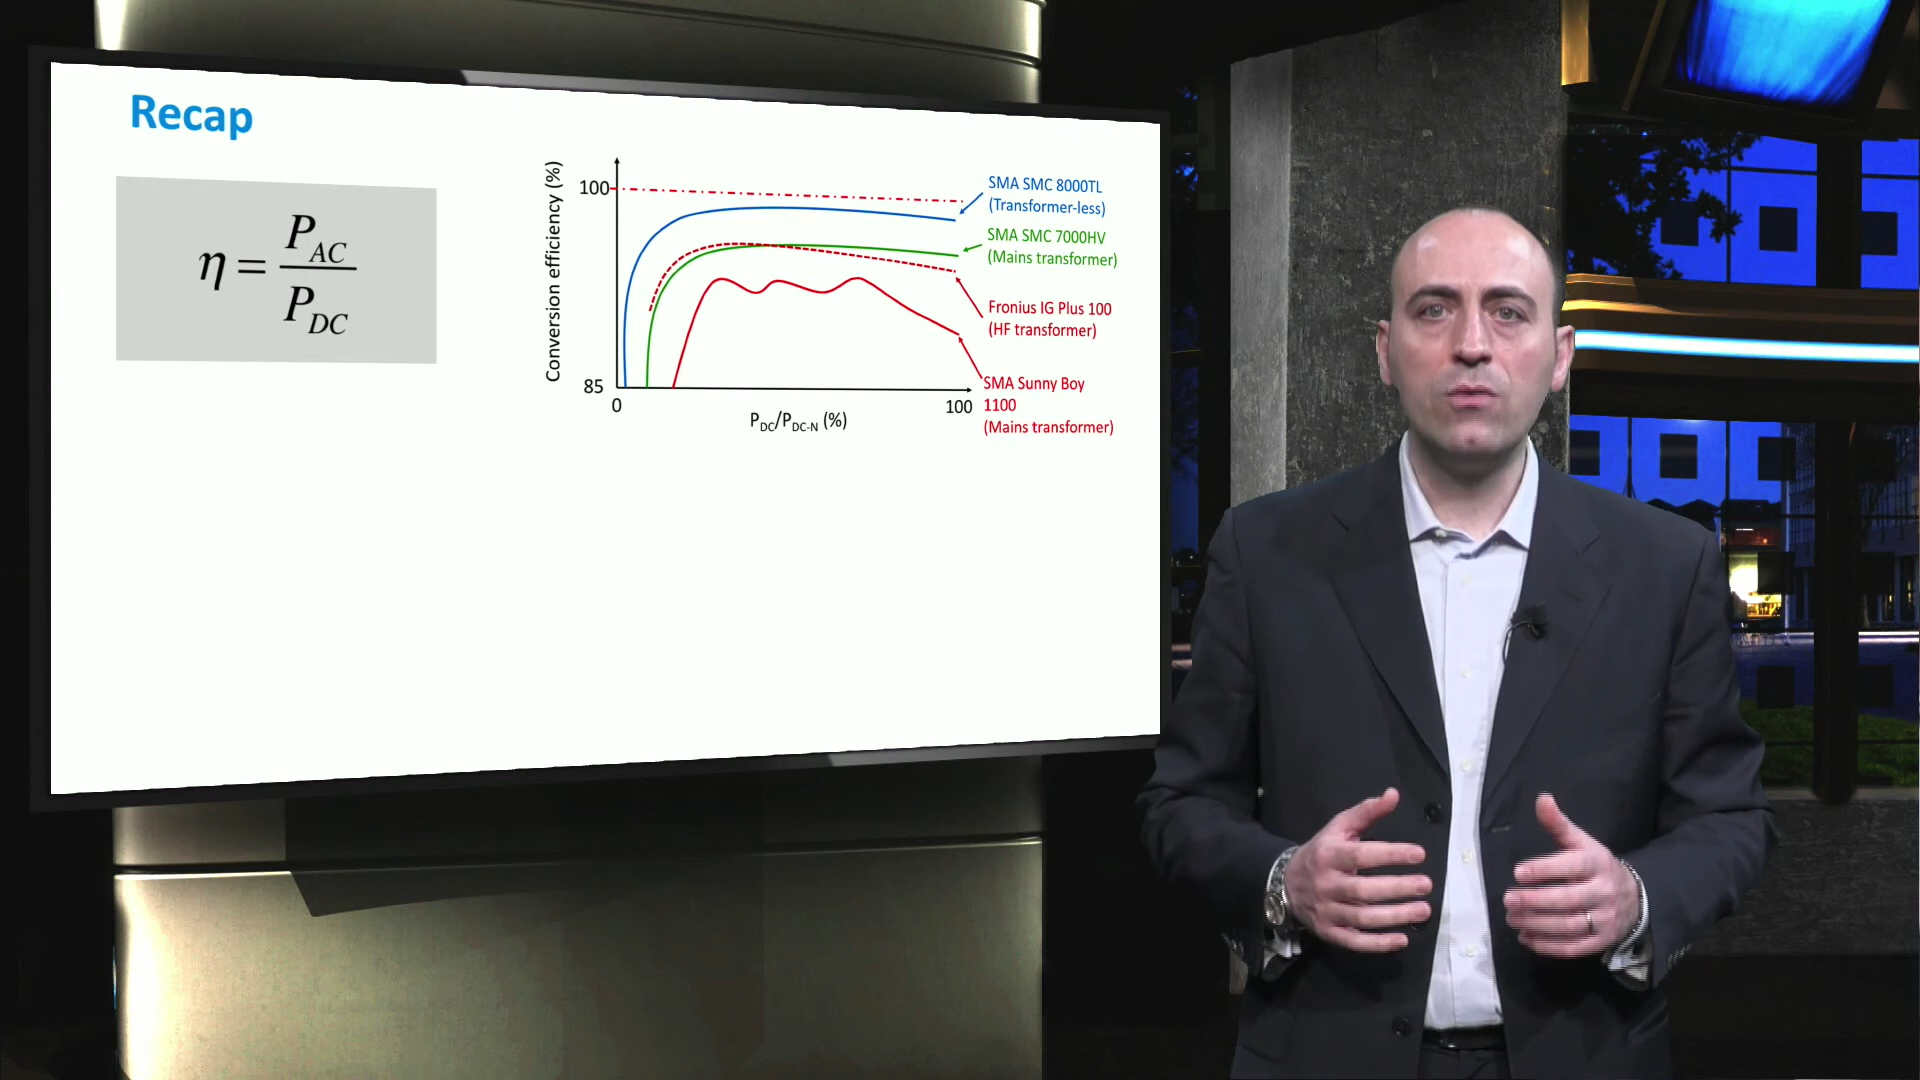 Recap
η = P_AC / P_DC
Conversion efficiency (%)
100
85
0
100
P_DC/P_DC-N (%)
SMA SMC 8000TL
(Transformer-less)
SMA SMC 7000HV
(Mains transformer)
Fronius IG Plus 100
(HF transformer)
SMA Sunny Boy
1100
(Mains transformer)